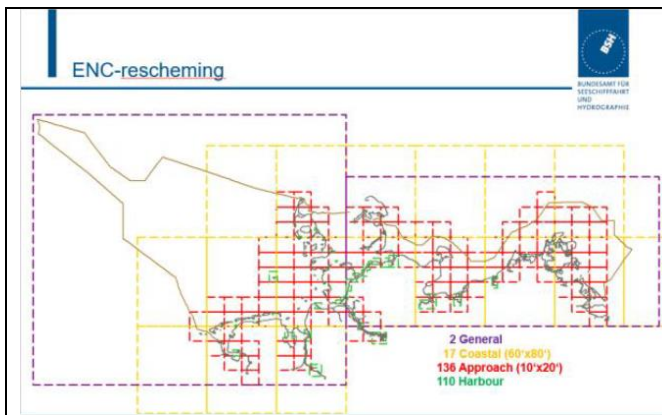 ENC-rescheming
BSH
BUNDESAMT FÜR
SEESCHIFFFAHRT
UND
HYDROGRAPHIE
2 General
17 Coastal (60'x80')
136 Approach (10'x20')
110 Harbour